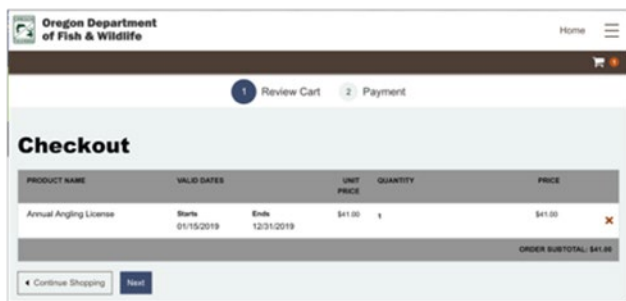 Oregon Department
of Fish & Wildlife
Home
1 Review Cart 2 Payment
Checkout
PRODUCT NAME VALID DATES UNIT PRICE QUANTITY PRICE
Annual Angling License Starts 01/15/2019 Ends 12/31/2019 $41.00 1 $41.00
ORDER SUBTOTAL: $41.00
Continue Shopping Next